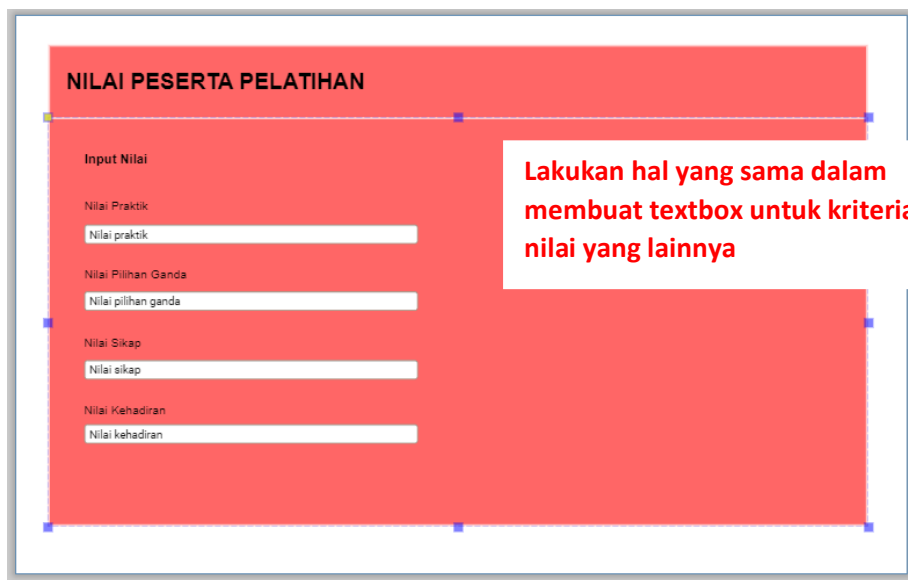 NILAI PESERTA PELATIHAN
Input Nilai
Lakukan hal yang sama dalam
membuat textbox untuk kriteria
nilai yang lainnya
Nilai Praktik
Nilai praktik
Nilai Pilihan Ganda
Nilai pilihan ganda
Nilai Sikap
Nilai sikap
Nilai Kehadiran
Nilai kehadiran